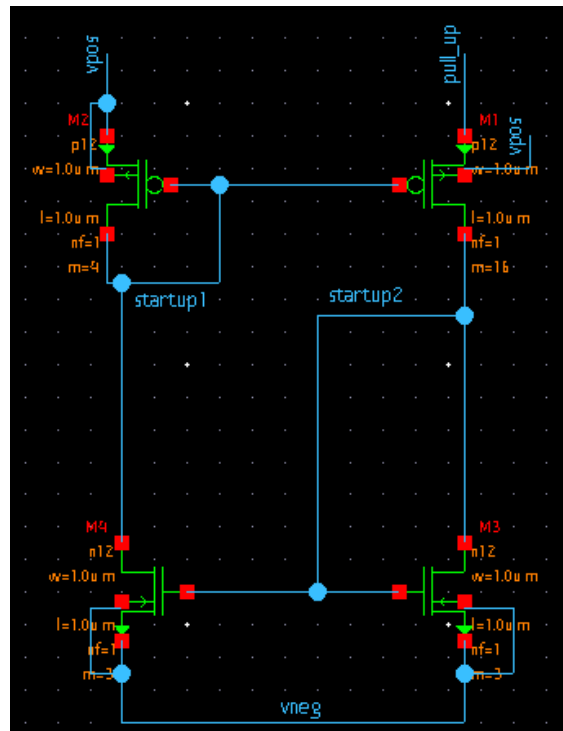 vpos
pull_up
M2
p12
w=1.0u m
l=1.0u m
nf=1
m=4
M1
p12
vpos
w=1.0u m
l=1.0u m
nf=1
m=16
startup1
startup2
M4
n12
w=1.0u m
l=1.0u m
nf=1
m=3
M3
n12
w=1.0u m
l=1.0u m
nf=1
m=3
vneg